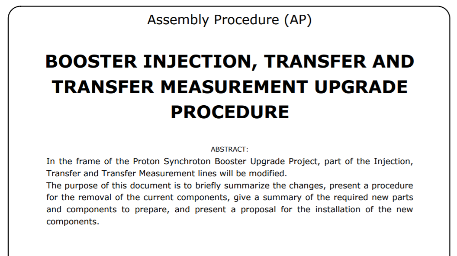 Assembly Procedure (AP)
BOOSTER INJECTION, TRANSFER AND
TRANSFER MEASUREMENT UPGRADE
PROCEDURE
ABSTRACT:
In the frame of the Proton Synchroton Booster Upgrade Project, part of the Injection,
Transfer and Transfer Measurement lines will be modified.
The purpose of this document is to briefly summarize the changes, present a procedure
for the removal of the current components, give a summary of the required new parts
and components to prepare, and present a proposal for the installation of the new
components.